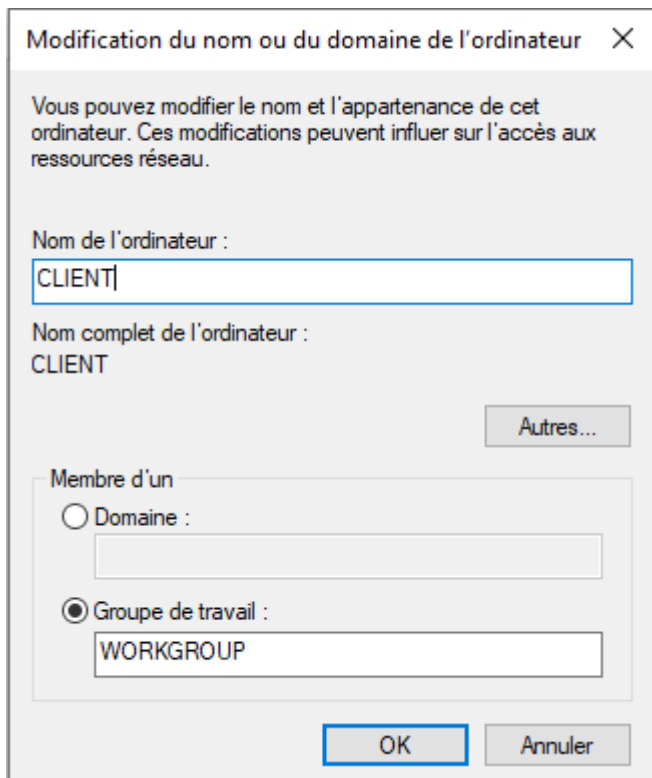 Modification du nom ou du domaine de l'ordinateur
Vous pouvez modifier le nom et l'appartenance de cet
ordinateur. Ces modifications peuvent influer sur l'accès aux
ressources réseau.
Nom de l'ordinateur :
CLIENT
Nom complet de l'ordinateur :
CLIENT
Autres...
Membre d'un
Domaine :
Groupe de travail :
WORKGROUP
OK
Annuler